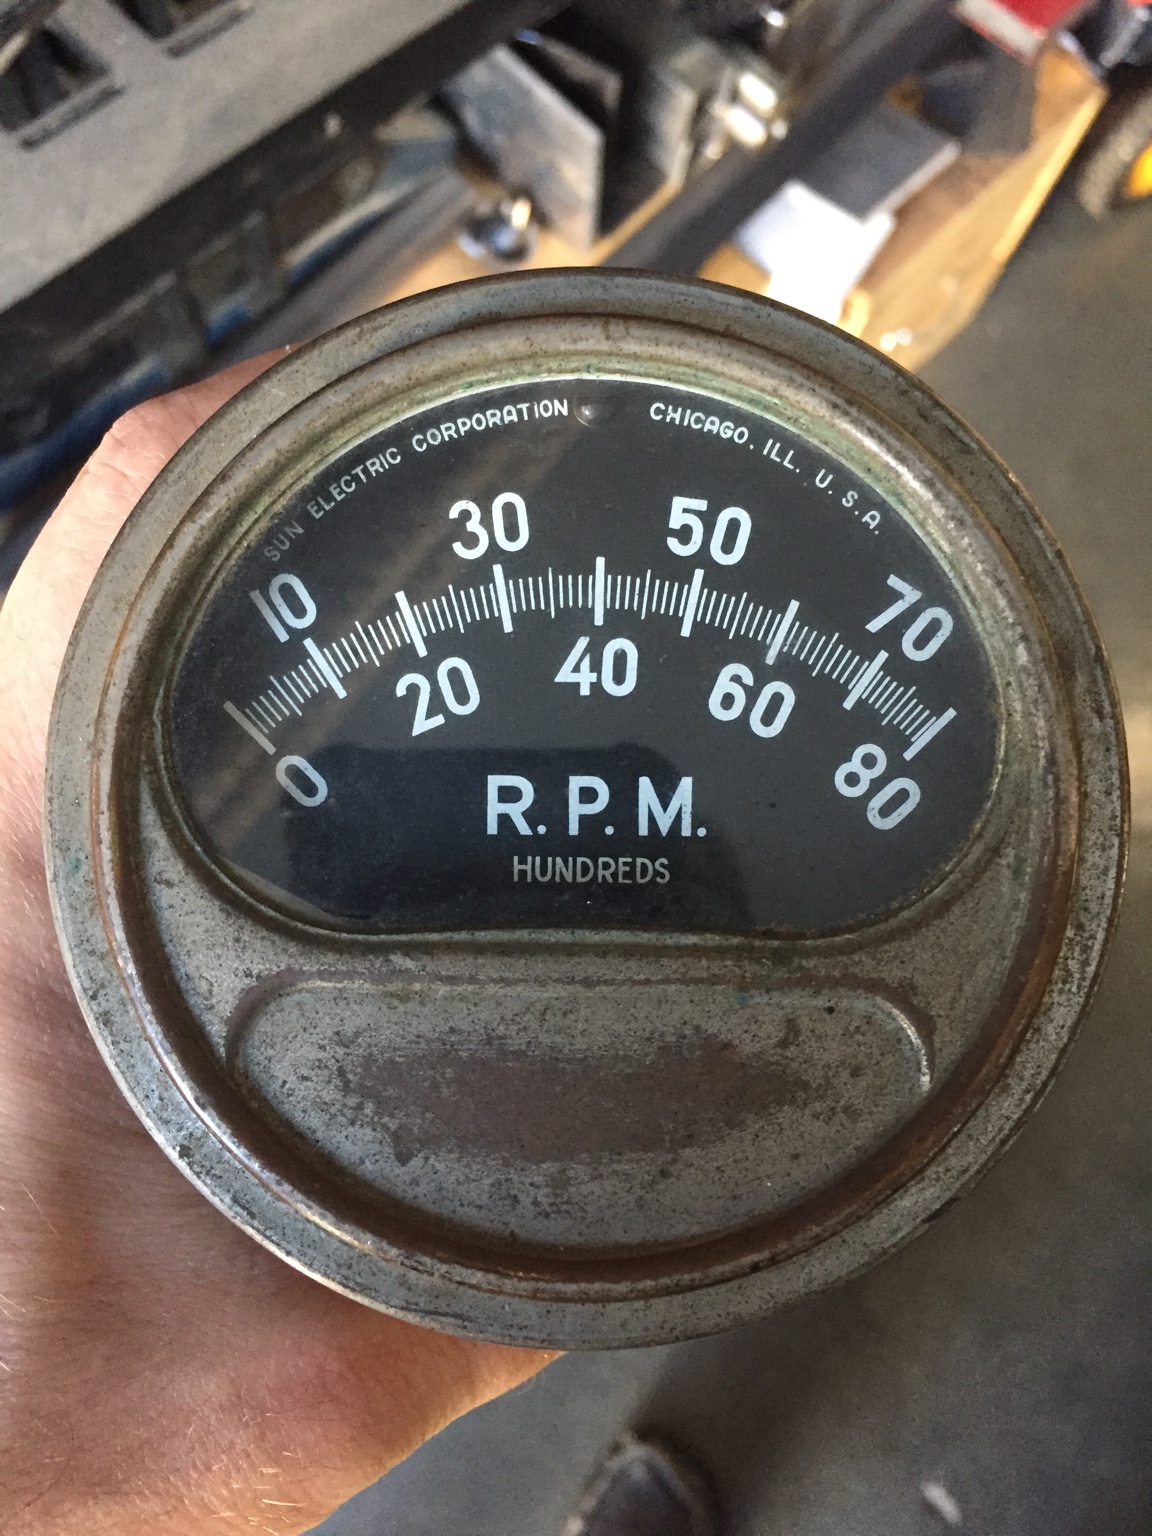 SUN ELECTRIC CORPORATION CHICAGO. ILL. U.S.A.
10 30 50 70
0 20 40 60 80
R.P.M.
HUNDREDS